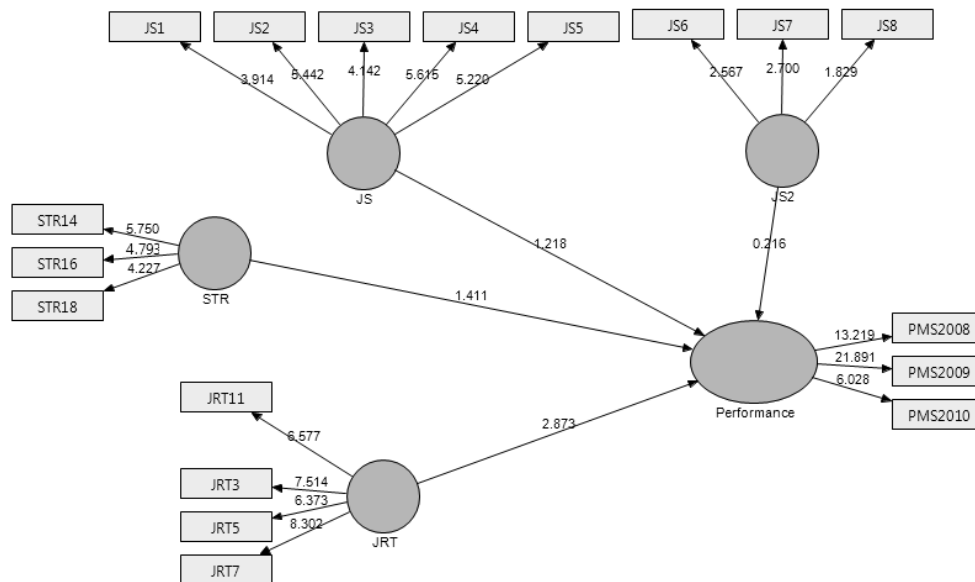 JS1 JS2 JS3 JS4 JS5
JS6 JS7 JS8
3.914 5.442 4.142 5.615 5.220
2.567 2.700 1.829
JS
JS2
STR14
STR16
STR18
5.750
4.793
4.227
STR
1.218
0.216
1.411
PMS2008
PMS2009
PMS2010
13.219
21.891
6.028
Performance
2.873
JRT11
JRT3
JRT5
JRT7
6.577
7.514
6.373
8.302
JRT